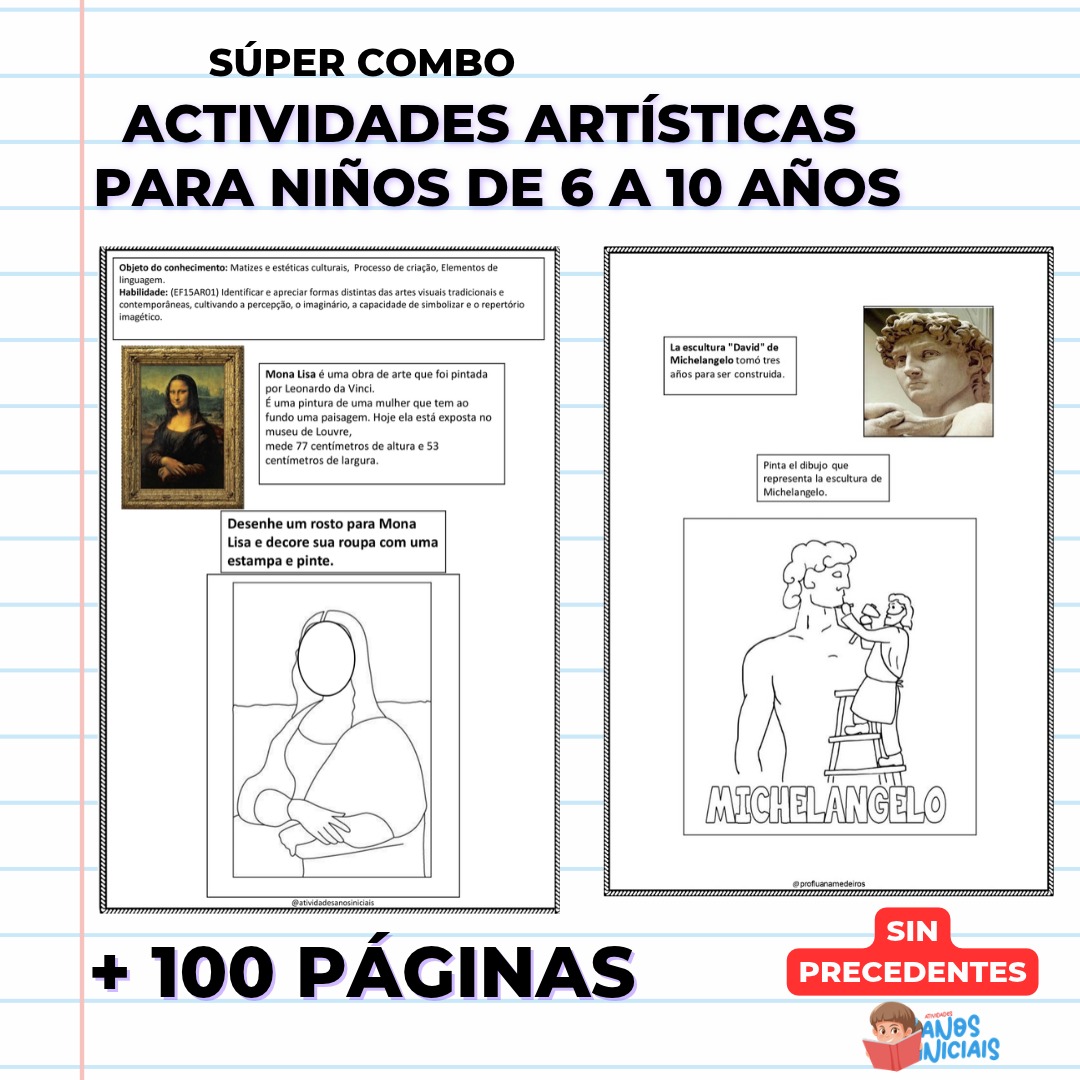 SÚPER COMBO
ACTIVIDADES ARTÍSTICAS
PARA NIÑOS DE 6 A 10 AÑOS
Objeto do conhecimento: Matizes e estéticas culturais, Processo de criação, Elementos de
linguagem.
Habilidade: (EF15AR01) Identificar e apreciar formas distintas das artes visuais tradicionais e
contemporâneas, cultivando a percepção, o imaginário, a capacidade de simbolizar e o repertório
imagético.
Mona Lisa é uma obra de arte que foi pintada
por Leonardo da Vinci.
É uma pintura de uma mulher que tem ao
fundo uma paisagem. Hoje ela está exposta no
museu de Louvre,
mede 77 centímetros de altura e 53
centímetros de largura.
Desenhe um rosto para Mona
Lisa e decore sua roupa com uma
estampa e pinte.
@atividadesanosiniciais
La escultura "David" de
Michelangelo tomó tres
años para ser construida.
Pinta el dibujo que
representa la escultura de
Michelangelo.
MICHELANGELO
@profluanamedeiros
+ 100 PÁGINAS
SIN
PRECEDENTES
ATIVIDADES
ANOS
INICIAIS